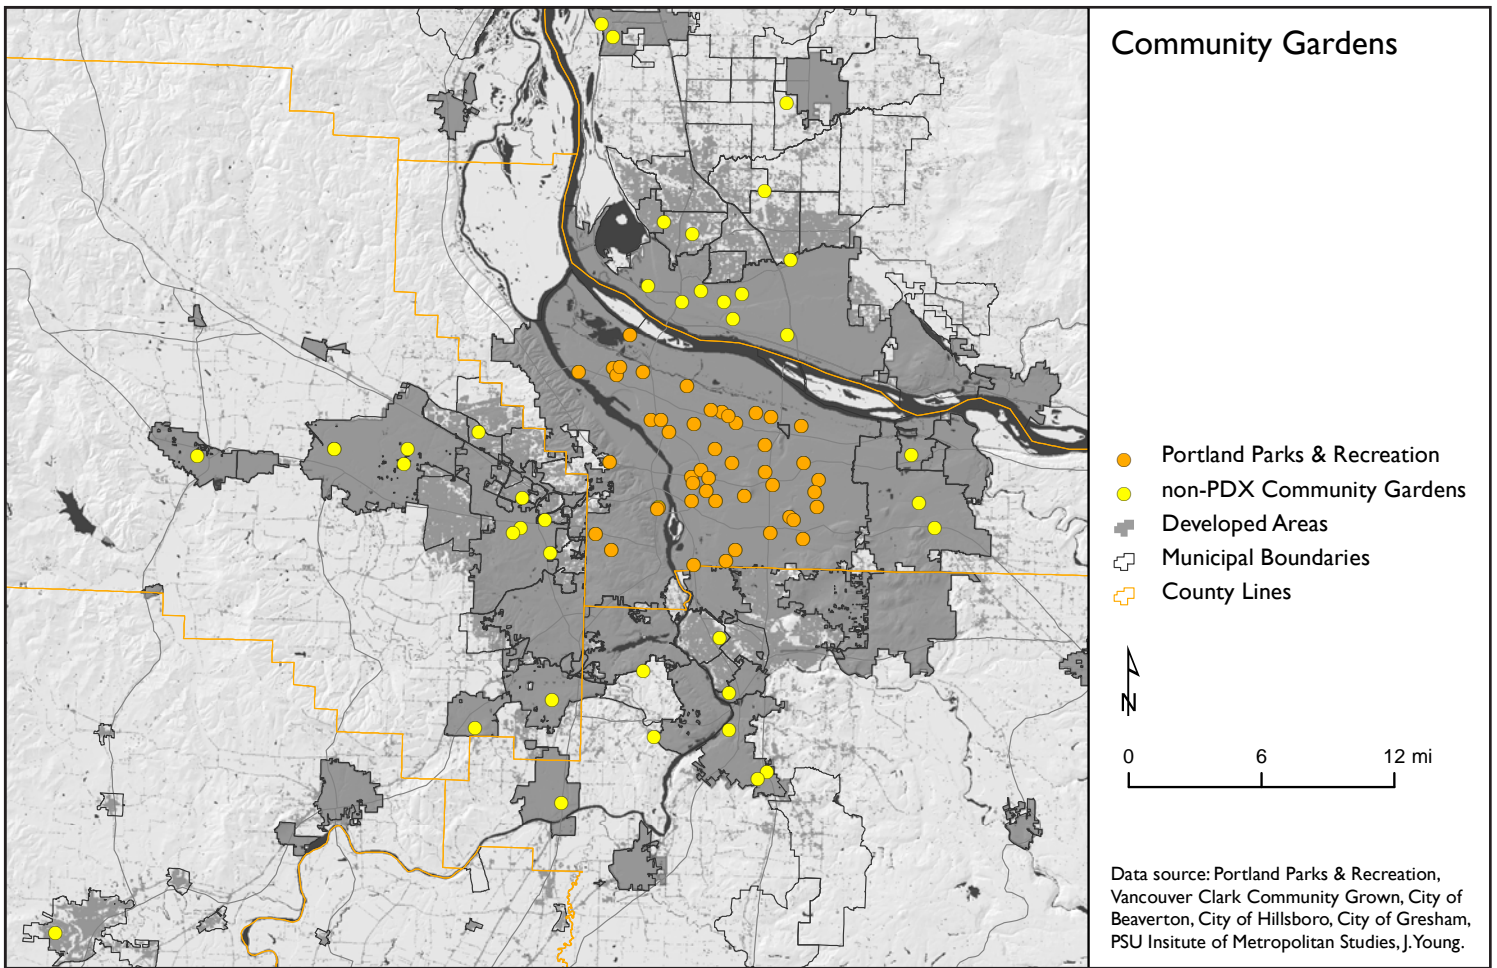 Community Gardens
Portland Parks & Recreation
non-PDX Community Gardens
Developed Areas
Municipal Boundaries
County Lines
N
0 6 12 mi
Data source: Portland Parks & Recreation,
Vancouver Clark Community Grown, City of
Beaverton, City of Hillsboro, City of Gresham,
PSU Insitute of Metropolitan Studies, J.Young.